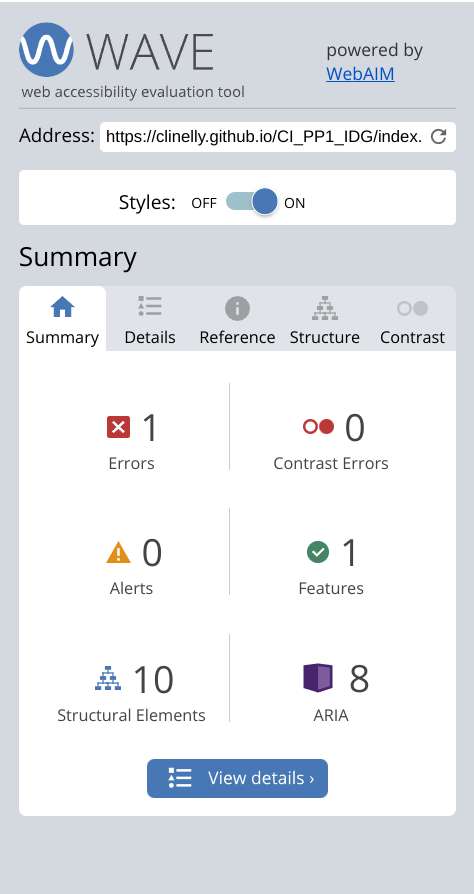 WAVE
web accessibility evaluation tool
powered by
WebAIM
Address: https://clinelly.github.io/CI_PP1_IDG/index.
Styles: OFF ON
Summary
Summary Details Reference Structure Contrast
1 0
Errors Contrast Errors
0 1
Alerts Features
10 8
Structural Elements ARIA
View details ›